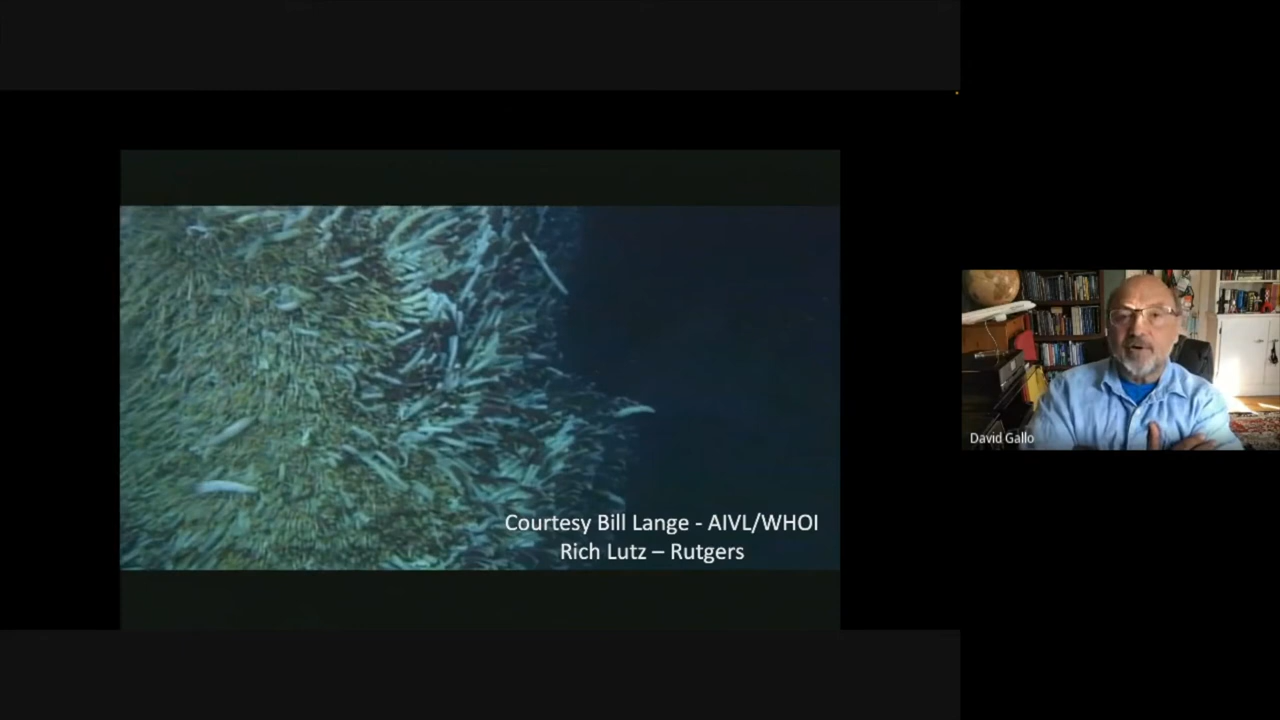 Courtesy Bill Lange - AIVL/WHOI
Rich Lutz – Rutgers
David Gallo